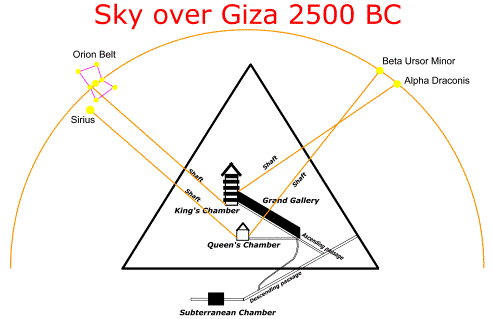 Sky over Giza 2500 BC
Orion Belt
Beta Ursor Minor
Alpha Draconis
Sirius
Shaft
Shaft
Shaft
Shaft
King's Chamber
Grand Gallery
Queen's Chamber
Ascending passage
Descending passage
Subterranean Chamber